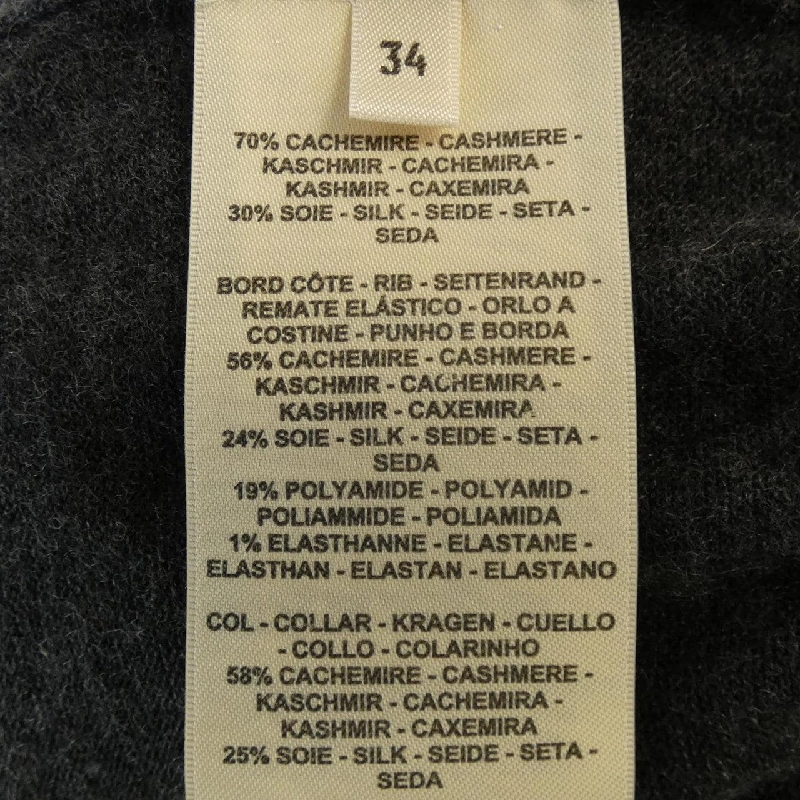 34
70% CACHEMIRE - CASHMERE -
KASCHMIR - CACHEMIRA -
KASHMIR - CAXEMIRA
30% SOIE - SILK - SEIDE - SETA -
SEDA
BORD CÔTE - RIB - SEITENRAND -
REMATE ELÁSTICO - ORLO A
COSTINE - PUNHO E BORDA
56% CACHEMIRE - CASHMERE -
KASCHMIR - CACHEMIRA -
KASHMIR - CAXEMIRA
24% SOIE - SILK - SEIDE - SETA -
SEDA
19% POLYAMIDE - POLYAMID -
POLIAMMIDE - POLIAMIDA
1% ELASTHANNE - ELASTANE -
ELASTHAN - ELASTAN - ELASTANO
COL - COLLAR - KRAGEN - CUELLO
- COLLO - COLARINHO
58% CACHEMIRE - CASHMERE -
KASCHMIR - CACHEMIRA -
KASHMIR - CAXEMIRA
25% SOIE - SILK - SEIDE - SETA -
SEDA